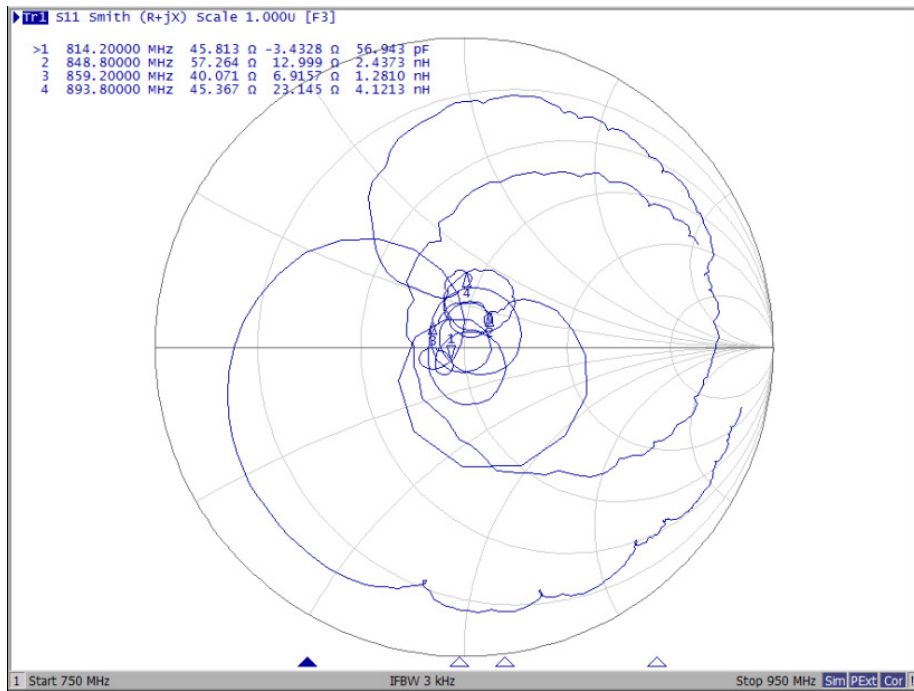 Tr1 S11 Smith (R+jX) Scale 1.000U [F3]
>1 814.20000 MHz 45.813 Ω -3.4328 Ω 56.943 pF
2 848.80000 MHz 57.264 Ω 12.999 Ω 2.4373 nH
3 859.20000 MHz 40.071 Ω 6.9157 Ω 1.2810 nH
4 893.80000 MHz 45.367 Ω 23.145 Ω 4.1213 nH
4
1
1 Start 750 MHz IFBW 3 kHz Stop 950 MHz Sim PExt Cor